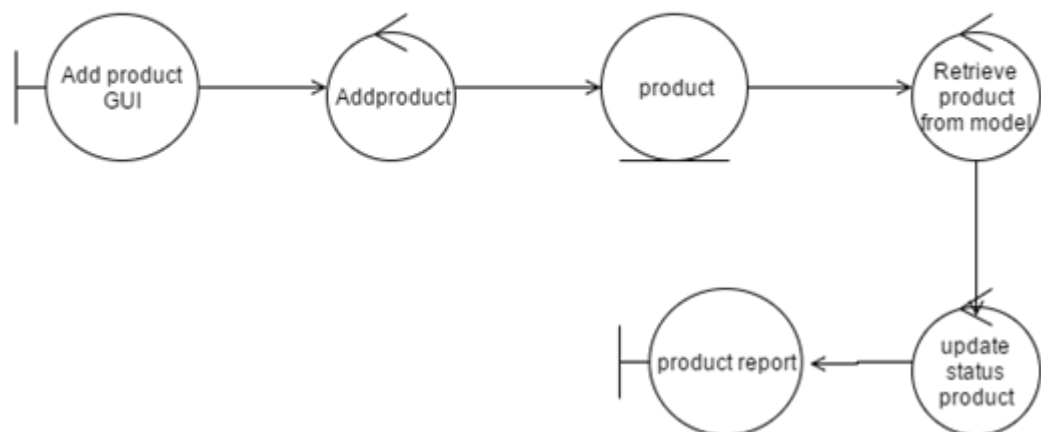 Add product
GUI
Addproduct
product
Retrieve
product
from model
update
status
product
product report